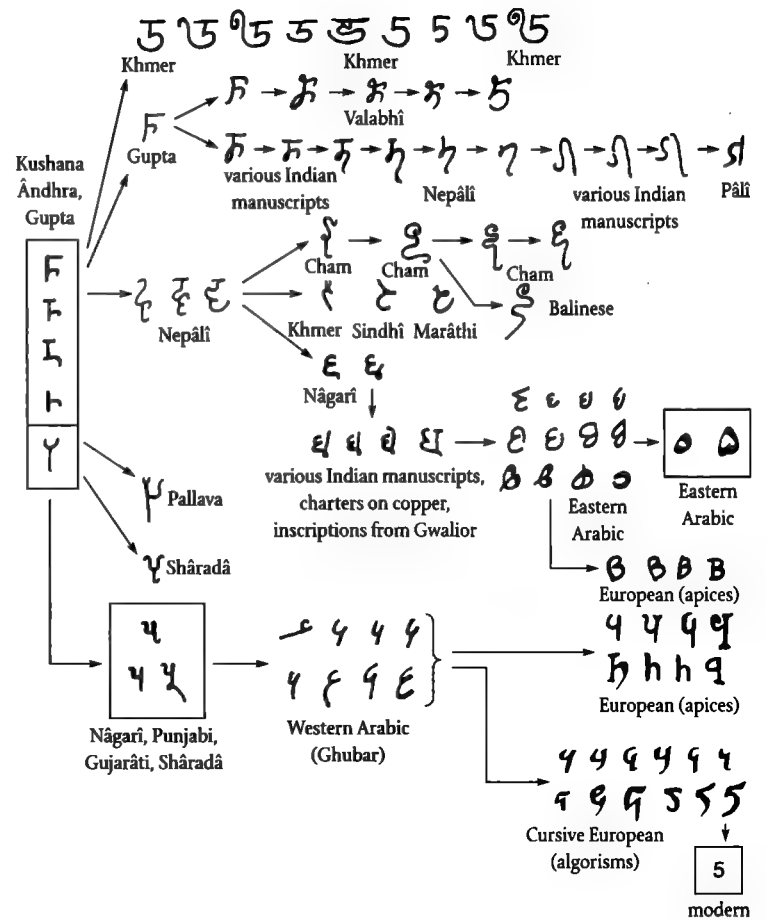 Khmer
Khmer
Khmer
Valabhî
Gupta
Kushana
Ândhra,
Gupta
various Indian
manuscripts
Nepâlî
various Indian
manuscripts
Pâlî
Cham
Cham
Cham
Nepâlî
Khmer Sindhî Marâthi
Balinese
Nâgarî
various Indian manuscripts,
charters on copper,
inscriptions from Gwalior
Eastern
Arabic
Eastern
Arabic
Pallava
Shâradâ
European (apices)
European (apices)
Nâgarî, Punjabi,
Gujarâti, Shâradâ
Western Arabic
(Ghubar)
Cursive European
(algorisms)
5
modern